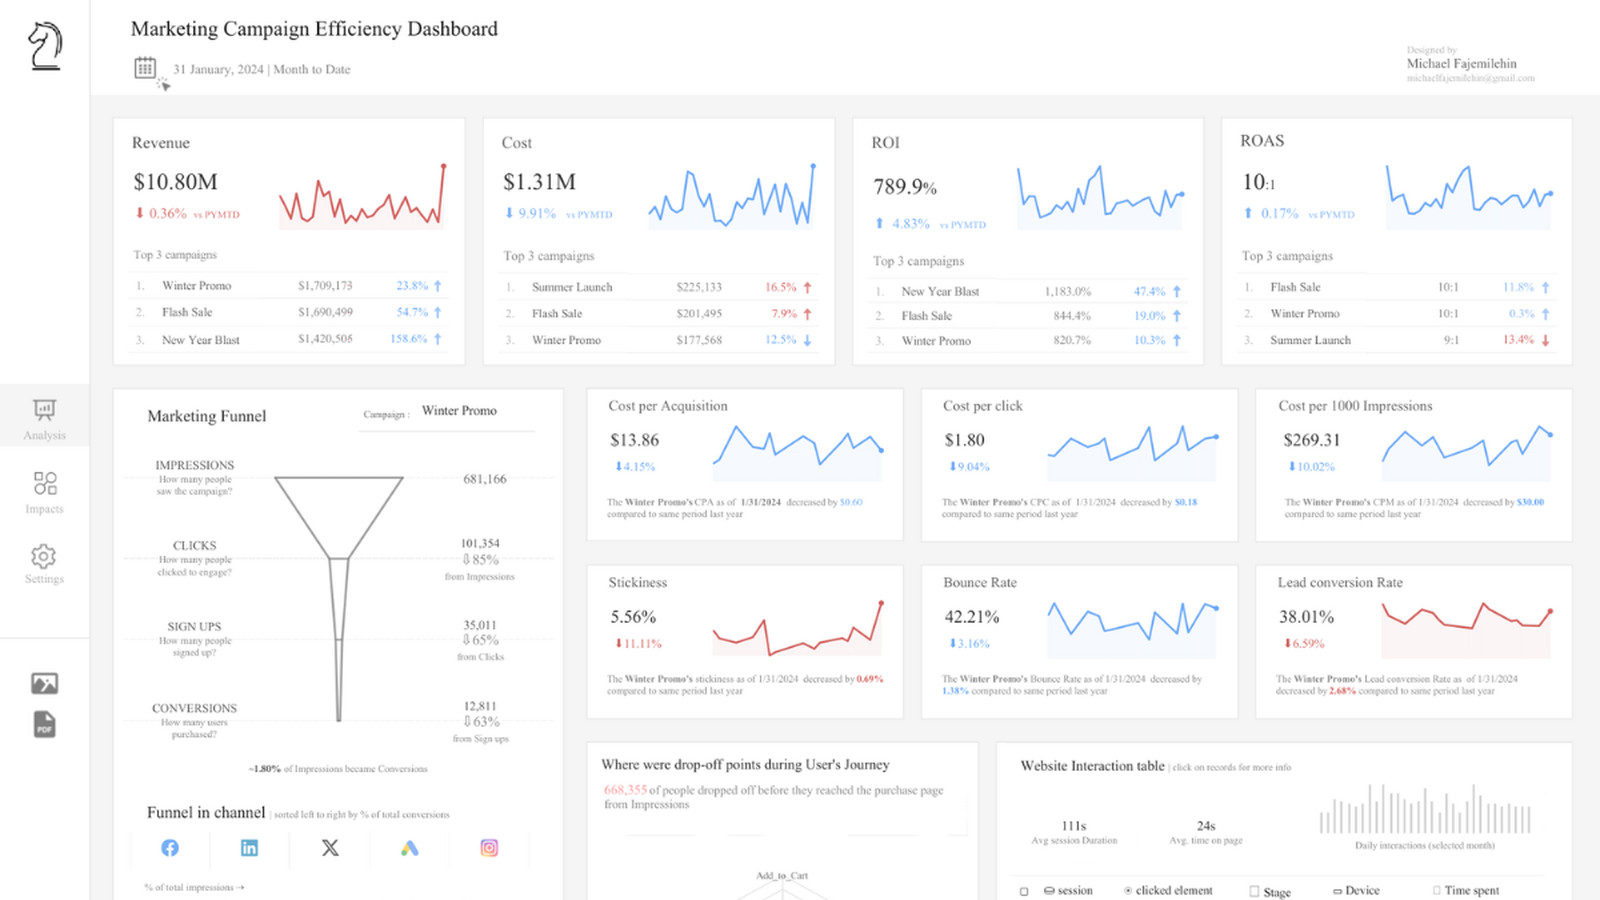 Marketing Campaign Efficiency Dashboard
31 January, 2024 | Month to Date
Designed by
Michael Fajemilehin
michaelfajemilehin@gmail.com
Analysis
Impacts
Settings
PDF
Revenue
$10.80M
0.36% vs PYMTD
Top 3 campaigns
1. Winter Promo $1,709,173 23.8%
2. Flash Sale $1,690,499 54.7%
3. New Year Blast $1,420,505 158.6%
Cost
$1.31M
9.91% vs PYMTD
Top 3 campaigns
1. Summer Launch $225,133 16.5%
2. Flash Sale $201,495 7.9%
3. Winter Promo $177,568 12.5%
ROI
789.9%
4.83% vs PYMTD
Top 3 campaigns
1. New Year Blast 1,183.0% 47.4%
2. Flash Sale 844.4% 19.0%
3. Winter Promo 820.7% 10.3%
ROAS
10:1
0.17% vs PYMTD
Top 3 campaigns
1. Flash Sale 10:1 11.8%
2. Winter Promo 10:1 0.3%
3. Summer Launch 9:1 13.4%
Marketing Funnel
Campaign : Winter Promo
IMPRESSIONS
How many people
saw the campaign?
681,166
CLICKS
How many people
clicked to engage?
101,354
⇩85%
from Impressions
SIGN UPS
How many people
signed up?
35,011
⇩65%
from Clicks
CONVERSIONS
How many users
purchased?
12,811
⇩63%
from Sign ups
~1.80% of Impressions became Conversions
Funnel in channel | sorted left to right by % of total conversions
% of total impressions →
Cost per Acquisition
$13.86
4.15%
The Winter Promo's CPA as of 1/31/2024 decreased by $0.60
compared to same period last year
Cost per click
$1.80
9.04%
The Winter Promo's CPC as of 1/31/2024 decreased by $0.18
compared to same period last year
Cost per 1000 Impressions
$269.31
10.02%
The Winter Promo's CPM as of 1/31/2024 decreased by $30.00
compared to same period last year
Stickiness
5.56%
11.11%
The Winter Promo's stickiness as of 1/31/2024 decreased by 0.69%
compared to same period last year
Bounce Rate
42.21%
3.16%
The Winter Promo's Bounce Rate as of 1/31/2024 decreased by
1.38% compared to same period last year
Lead conversion Rate
38.01%
6.59%
The Winter Promo's Lead conversion Rate as of 1/31/2024
decreased by 2.68% compared to same period last year
Where were drop-off points during User's Journey
668,355 of people dropped off before they reached the purchase page
from Impressions
Add_to_Cart
Website Interaction table | click on records for more info
111s
Avg session Duration
24s
Avg. time on page
Daily interactions (selected month)
session clicked element Stage Device Time spent